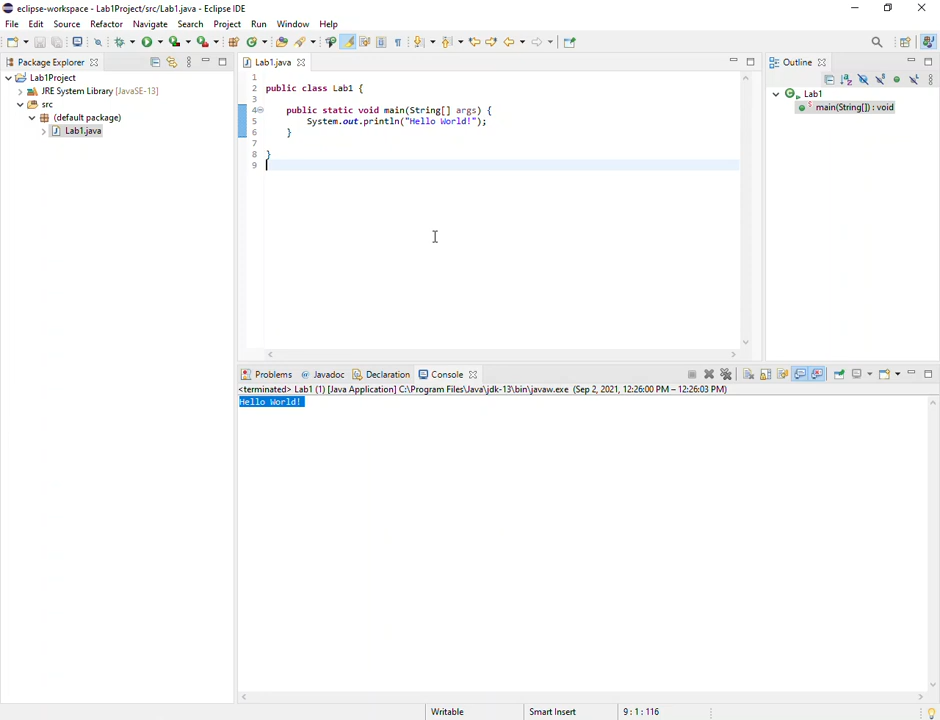 eclipse-workspace - Lab1Project/src/Lab1.java - Eclipse IDE
File Edit Source Refactor Navigate Search Project Run Window Help
Package Explorer
Lab1Project
JRE System Library [JavaSE-13]
src
(default package)
Lab1.java
Lab1.java
1
2 public class Lab1 {
3
4 public static void main(String[] args) {
5 System.out.println("Hello World!");
6 }
7
8 }
9
Outline
Lab1
main(String[]) : void
Problems Javadoc Declaration Console
<terminated> Lab1 (1) [Java Application] C:\Program Files\Java\jdk-13\bin\javaw.exe (Sep 2, 2021, 12:26:00 PM – 12:26:03 PM)
Hello World!
Writable Smart Insert 9 : 1 : 116